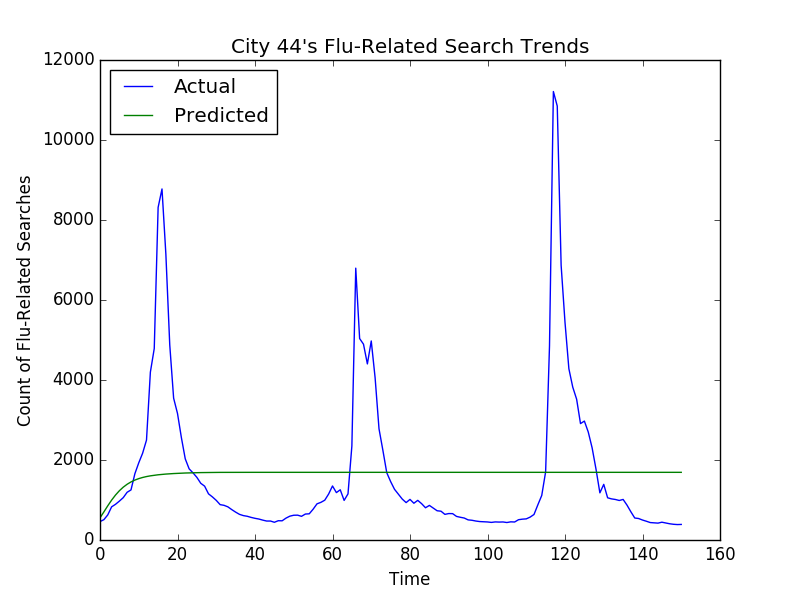 City 44's Flu-Related Search Trends
Actual
Predicted
12000
10000
8000
6000
4000
2000
0
Count of Flu-Related Searches
0 20 40 60 80 100 120 140 160
Time